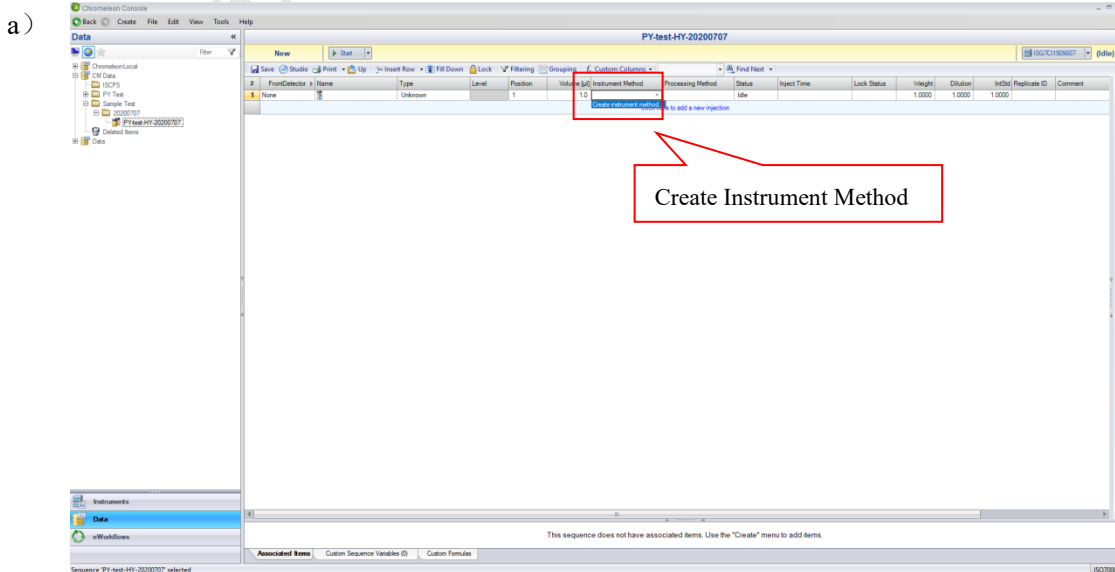 a）
Chromeleon Console
Back Create File Edit View Tools Help
Data «
PY-test-HY-20200707
Filter
New Start ISQ7CI1909007 (Idle)
ChromeleonLocal
CM Data
ISCFS
PY Test
Sample Test
20200707
PY-test-HY-20200707
Deleted Items
Data
Save Studio Print Up Insert Row Fill Down Lock Filtering Grouping Custom Columns Find Next
# FrontDetector Name Type Level Position Volume [µl] Instrument Method Processing Method Status Inject Time Lock Status Weight Dilution IntStd Replicate ID Comment
1 None Unknown 1 1.0 Idle 1.0000 1.0000 1.0000
Create instrument method
to add a new injection
Create Instrument Method
Instruments
Data
eWorkflows
This sequence does not have associated items. Use the "Create" menu to add items.
Associated Items Custom Sequence Variables (0) Custom Formulas
Sequence 'PY-test-HY-20200707' selected
ISQ700